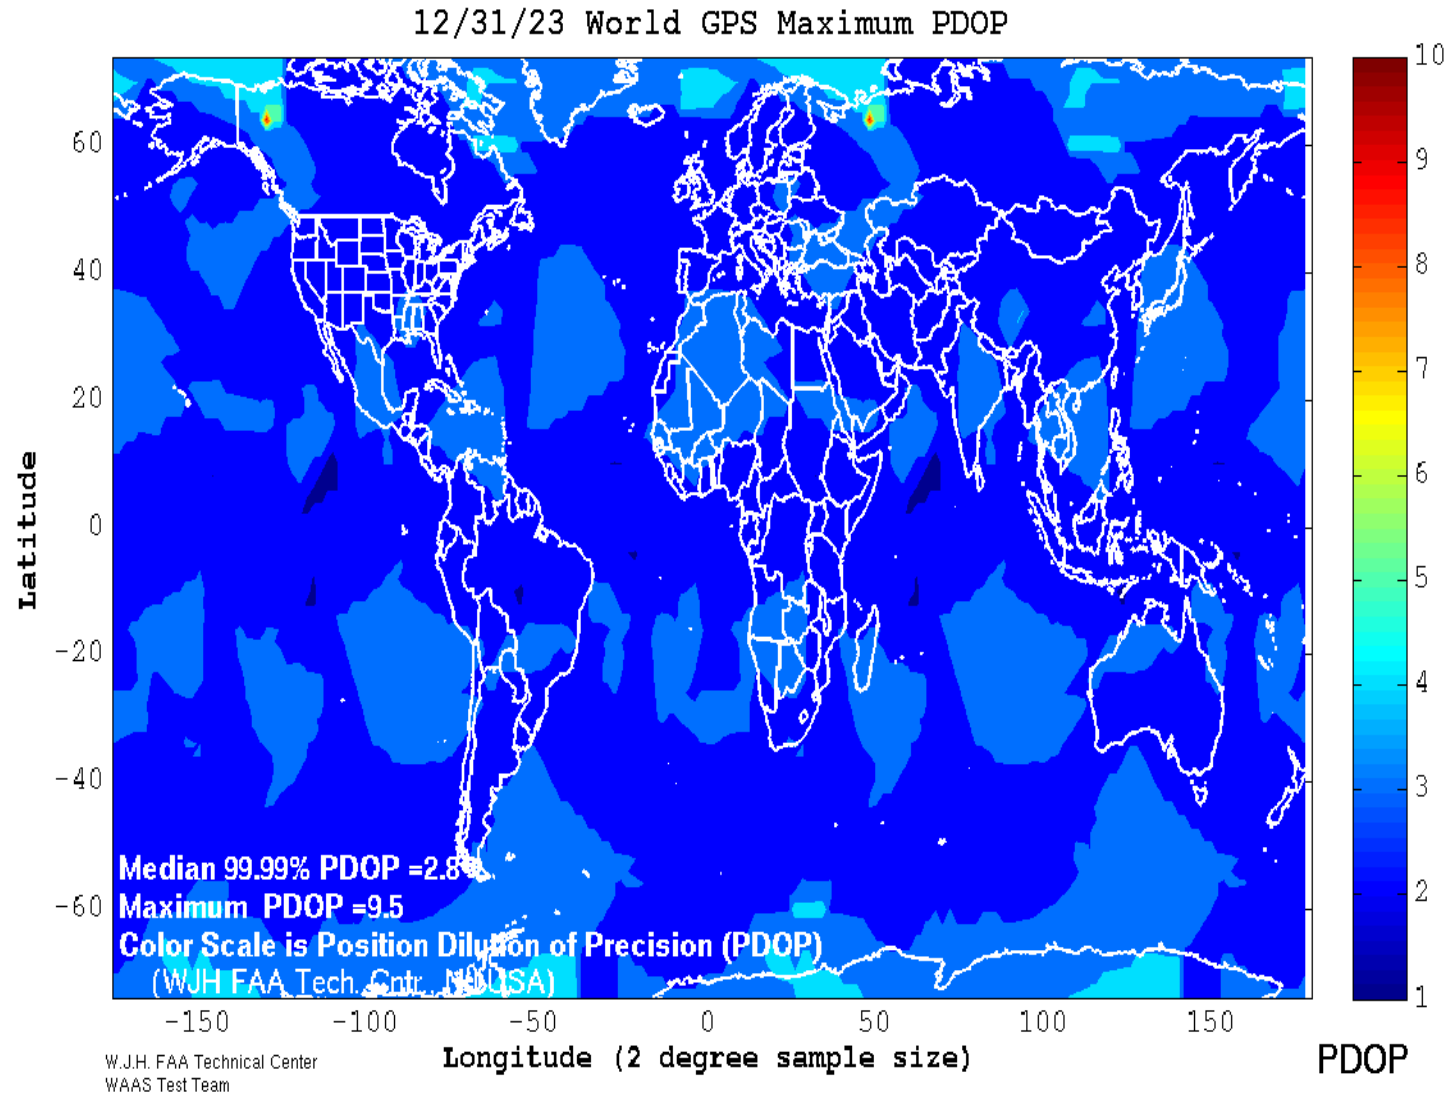 12/31/23 World GPS Maximum PDOP
10
9
8
7
6
5
4
3
2
1
60
40
20
0
-20
-40
-60
Latitude
Median 99.99% PDOP =2.8
Maximum PDOP =9.5
Color Scale is Position Dilution of Precision (PDOP)
(WJH FAA Tech. Cntr., NJ USA)
-150 -100 -50 0 50 100 150
Longitude (2 degree sample size)
PDOP
W.J.H. FAA Technical Center
WAAS Test Team